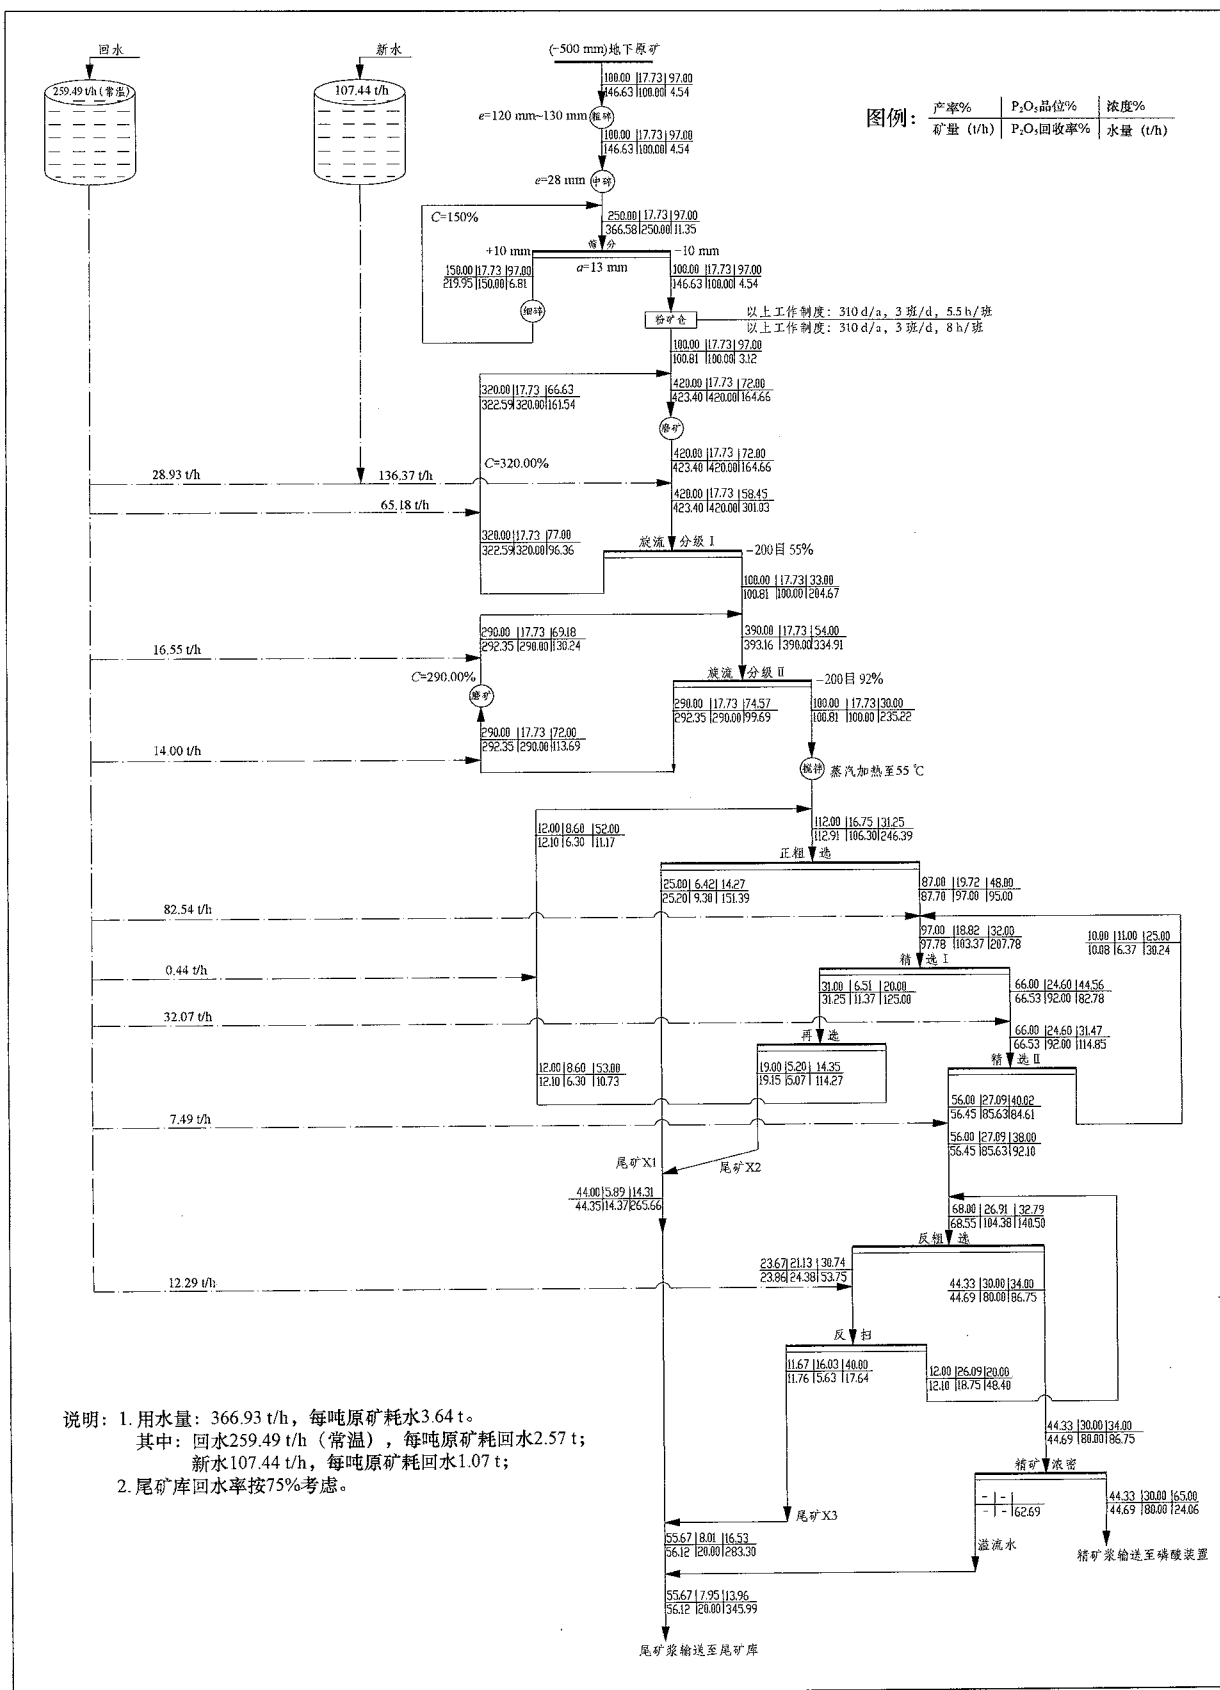 回水
新水
259.49 t/h (常温)
107.44 t/h
(−500 mm)地下原矿
100.00 | 17.73 | 97.00
146.63 | 100.00 | 4.54
图例:
产率% | P₂O₅品位% | 浓度%
矿量 (t/h) | P₂O₅回收率% | 水量 (t/h)
e=120 mm~130 mm
粗碎
100.00 | 17.73 | 97.00
146.63 | 100.00 | 4.54
e=28 mm
中碎
C=150%
250.00 | 17.73 | 97.00
366.58 | 250.00 | 11.35
筛分
+10 mm
−10 mm
a=13 mm
150.00 | 17.73 | 97.00
219.95 | 150.00 | 6.81
100.00 | 17.73 | 97.00
146.63 | 100.00 | 4.54
细碎
粉矿仓
以上工作制度: 310 d/a, 3 班/d, 5.5 h/班
以上工作制度: 310 d/a, 3 班/d, 8 h/班
100.00 | 17.73 | 97.00
100.81 | 100.00 | 3.12
320.00 | 17.73 | 66.63
322.59 | 320.00 | 161.54
420.00 | 17.73 | 72.00
423.40 | 420.00 | 164.66
磨矿
420.00 | 17.73 | 72.00
423.40 | 420.00 | 164.66
C=320.00%
28.93 t/h
136.37 t/h
420.00 | 17.73 | 58.45
423.40 | 420.00 | 301.03
65.18 t/h
320.00 | 17.73 | 77.00
322.59 | 320.00 | 96.36
旋流分级 I
−200目 55%
100.00 | 17.73 | 33.00
100.81 | 100.00 | 204.67
290.00 | 17.73 | 69.18
292.35 | 290.00 | 130.24
390.00 | 17.73 | 54.00
393.16 | 390.00 | 334.91
16.55 t/h
C=290.00%
磨矿
旋流分级 II
−200目 92%
290.00 | 17.73 | 74.57
292.35 | 290.00 | 99.69
100.00 | 17.73 | 30.00
100.81 | 100.00 | 235.22
290.00 | 17.73 | 72.00
292.35 | 290.00 | 113.69
14.00 t/h
搅拌
蒸汽加热至55 ℃
12.00 | 8.60 | 52.00
12.10 | 6.30 | 11.17
112.00 | 16.75 | 31.25
112.91 | 106.30 | 246.39
正粗选
25.00 | 6.42 | 14.27
25.20 | 9.30 | 151.39
87.00 | 19.72 | 48.00
87.70 | 97.00 | 95.00
82.54 t/h
97.00 | 18.82 | 32.00
97.78 | 103.37 | 207.78
10.00 | 11.00 | 25.00
10.08 | 6.37 | 30.24
精选 I
0.44 t/h
31.00 | 6.51 | 20.00
31.25 | 11.37 | 125.00
66.00 | 24.60 | 44.56
66.53 | 92.00 | 82.78
32.07 t/h
再选
66.00 | 24.60 | 31.47
66.53 | 92.00 | 114.85
精选 II
12.00 | 8.60 | 53.00
12.10 | 6.30 | 10.73
19.00 | 5.20 | 14.35
19.15 | 5.07 | 114.27
56.00 | 27.09 | 40.02
56.45 | 85.63 | 84.61
7.49 t/h
56.00 | 27.09 | 38.00
56.45 | 85.63 | 92.10
尾矿X1
尾矿X2
44.00 | 5.89 | 14.31
44.35 | 14.37 | 265.66
68.00 | 26.91 | 32.79
68.55 | 104.38 | 140.50
反粗选
23.67 | 21.13 | 30.74
23.86 | 24.38 | 53.75
12.29 t/h
44.33 | 30.00 | 34.00
44.69 | 80.00 | 86.75
反扫
11.67 | 16.03 | 40.00
11.76 | 5.63 | 17.64
12.00 | 26.09 | 20.00
12.10 | 18.75 | 48.40
说明: 1. 用水量: 366.93 t/h, 每吨原矿耗水3.64 t。
其中: 回水259.49 t/h (常温), 每吨原矿耗回水2.57 t;
新水107.44 t/h, 每吨原矿耗回水1.07 t;
2. 尾矿库回水率按75%考虑。
44.33 | 30.00 | 34.00
44.69 | 80.00 | 86.75
精矿浓密
- | - |
- | - | 62.69
44.33 | 30.00 | 65.00
44.69 | 80.00 | 24.06
尾矿X3
55.67 | 8.01 | 16.53
56.12 | 20.00 | 283.30
溢流水
精矿浆输送至磷酸装置
55.67 | 7.95 | 13.96
56.12 | 20.00 | 345.99
尾矿浆输送至尾矿库